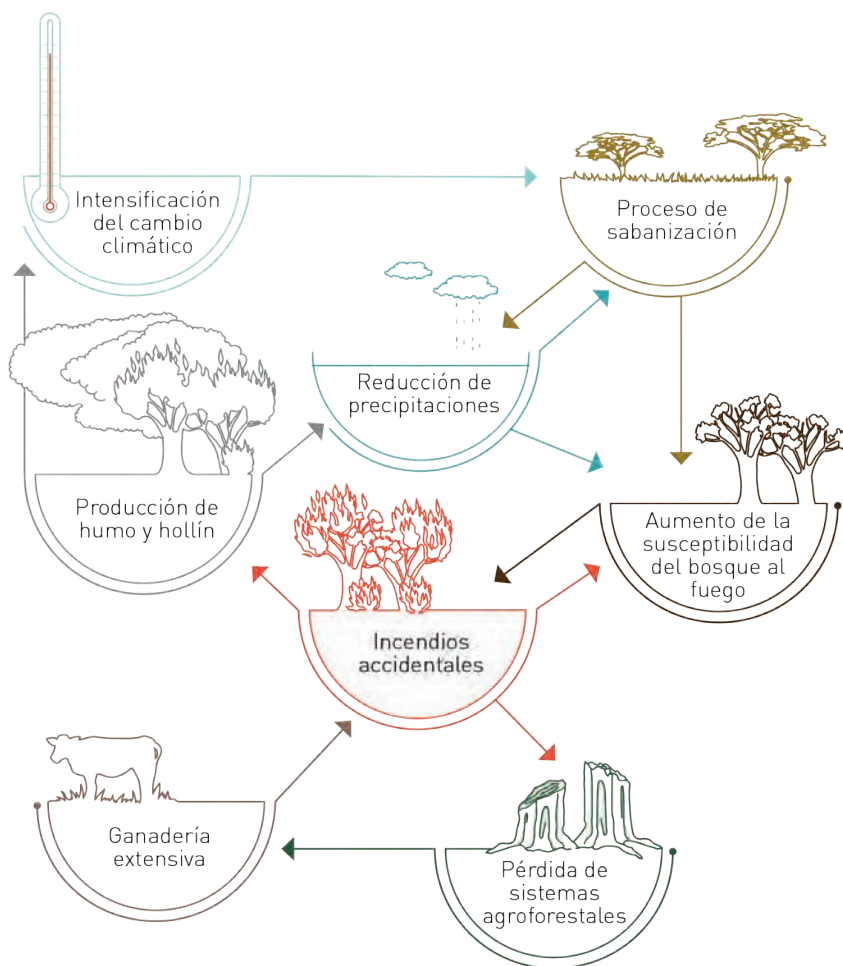 Intensificación
del cambio
climático
Proceso de
sabanización
Reducción de
precipitaciones
Producción de
humo y hollín
Aumento de la
susceptibilidad
del bosque al
fuego
Incendios
accidentales
Ganadería
extensiva
Pérdida de
sistemas
agroforestales